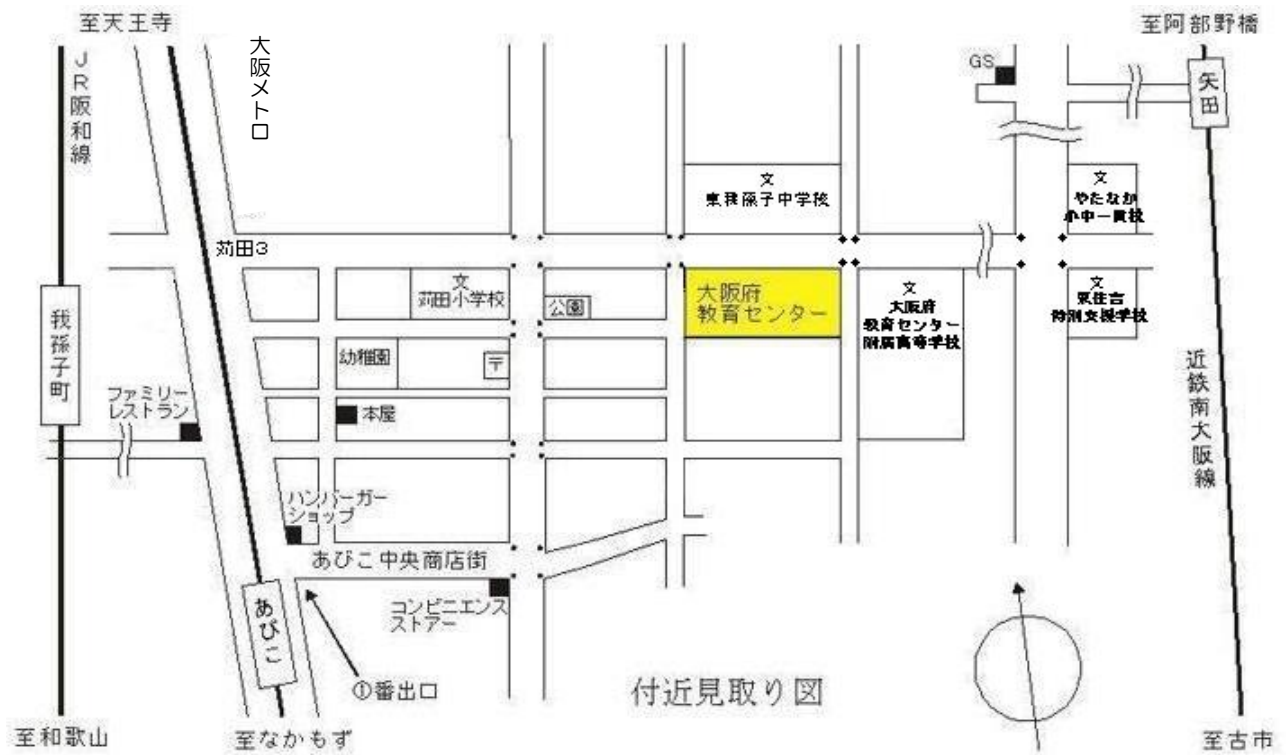 至天王寺
至阿部野橋
JR阪和線
大阪メトロ
GS
矢田
文
東我孫子中学校
文
やたなか
小中一貫校
苅田3
文
苅田小学校
公園
大阪府
教育センター
文
大阪府
教育センター
附属高等学校
文
東住吉
特別支援学校
我孫子町
幼稚園
〒
近鉄南大阪線
ファミリー
レストラン
本屋
ハンバーガー
ショップ
あびこ中央商店街
あびこ
コンビニエンス
ストアー
①番出口
付近見取り図
至和歌山
至なかもず
至古市